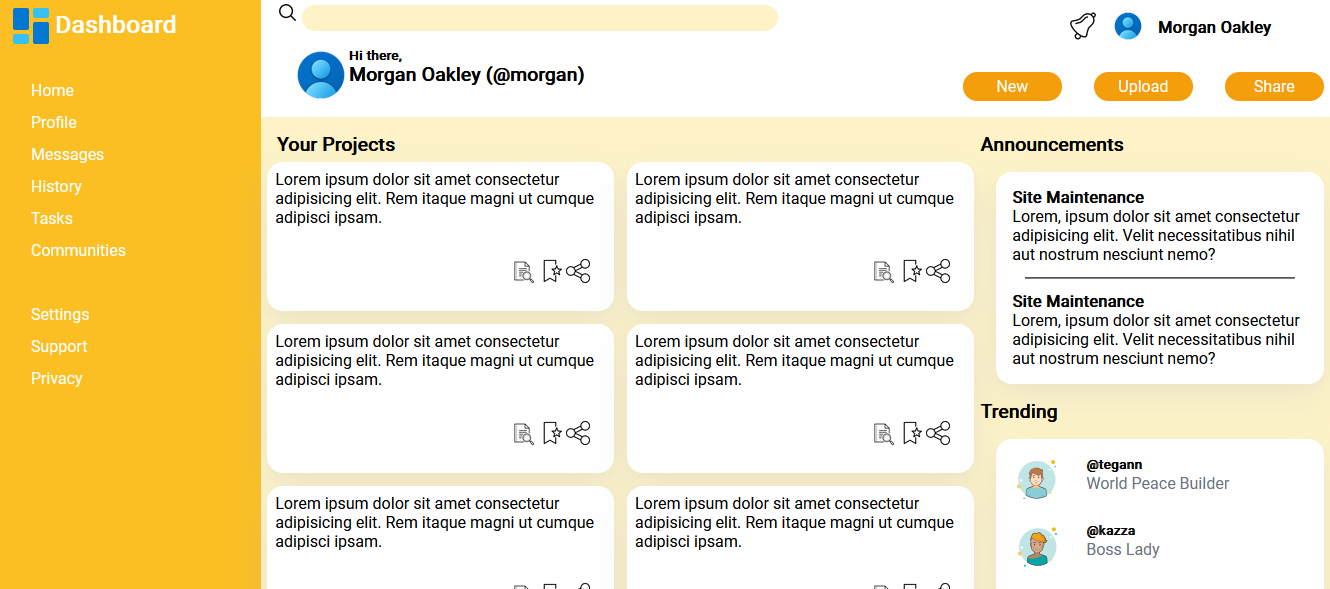 Dashboard
Home
Profile
Messages
History
Tasks
Communities
Settings
Support
Privacy
Morgan Oakley
Hi there,
Morgan Oakley (@morgan)
New
Upload
Share
Your Projects
Lorem ipsum dolor sit amet consectetur
adipisicing elit. Rem itaque magni ut cumque
adipisci ipsam.
Lorem ipsum dolor sit amet consectetur
adipisicing elit. Rem itaque magni ut cumque
adipisci ipsam.
Lorem ipsum dolor sit amet consectetur
adipisicing elit. Rem itaque magni ut cumque
adipisci ipsam.
Lorem ipsum dolor sit amet consectetur
adipisicing elit. Rem itaque magni ut cumque
adipisci ipsam.
Lorem ipsum dolor sit amet consectetur
adipisicing elit. Rem itaque magni ut cumque
adipisci ipsam.
Lorem ipsum dolor sit amet consectetur
adipisicing elit. Rem itaque magni ut cumque
adipisci ipsam.
Announcements
Site Maintenance
Lorem, ipsum dolor sit amet consectetur
adipisicing elit. Velit necessitatibus nihil
aut nostrum nesciunt nemo?
Site Maintenance
Lorem, ipsum dolor sit amet consectetur
adipisicing elit. Velit necessitatibus nihil
aut nostrum nesciunt nemo?
Trending
@tegann
World Peace Builder
@kazza
Boss Lady